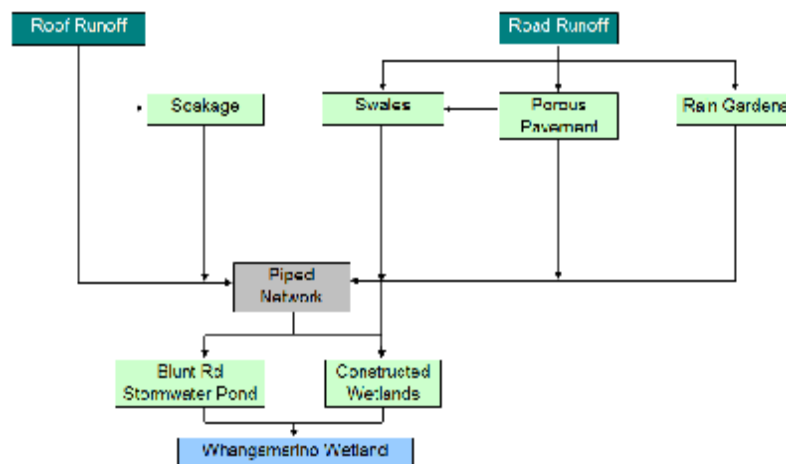 Roof Runoff
Road Runoff
Soakage
Swales
Porous
Pavement
Rain Gardens
Piped
Network
Blunt Rd
Stormwater Pond
Constructed
Wetlands
Whangamarino Wetland